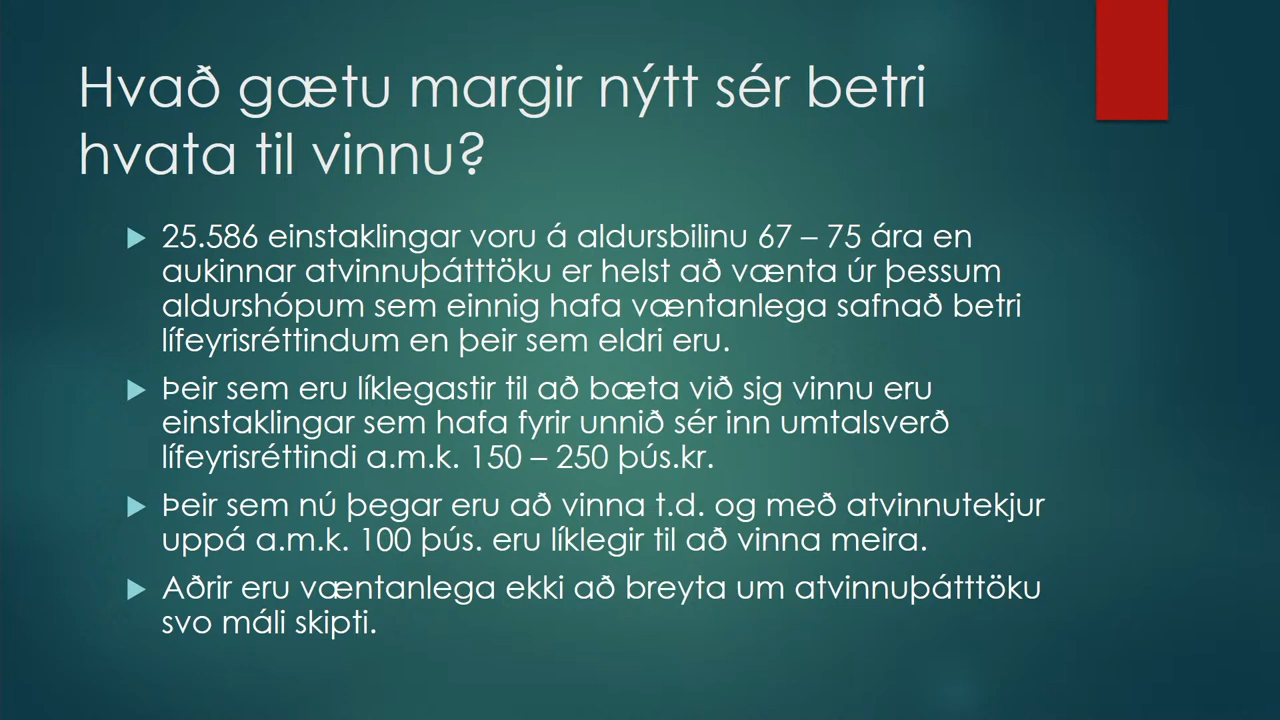 Hvað gætu margir nýtt sér betri
hvata til vinnu?
25.586 einstaklingar voru á aldursbilinu 67 – 75 ára en
aukinnar atvinnuþátttöku er helst að vænta úr þessum
aldurshópum sem einnig hafa væntanlega safnað betri
lífeyrisréttindum en þeir sem eldri eru.
Þeir sem eru líklegastir til að bæta við sig vinnu eru
einstaklingar sem hafa fyrir unnið sér inn umtalsverð
lífeyrisréttindi a.m.k. 150 – 250 þús.kr.
Þeir sem nú þegar eru að vinna t.d. og með atvinnutekjur
uppá a.m.k. 100 þús. eru líklegir til að vinna meira.
Aðrir eru væntanlega ekki að breyta um atvinnuþátttöku
svo máli skipti.